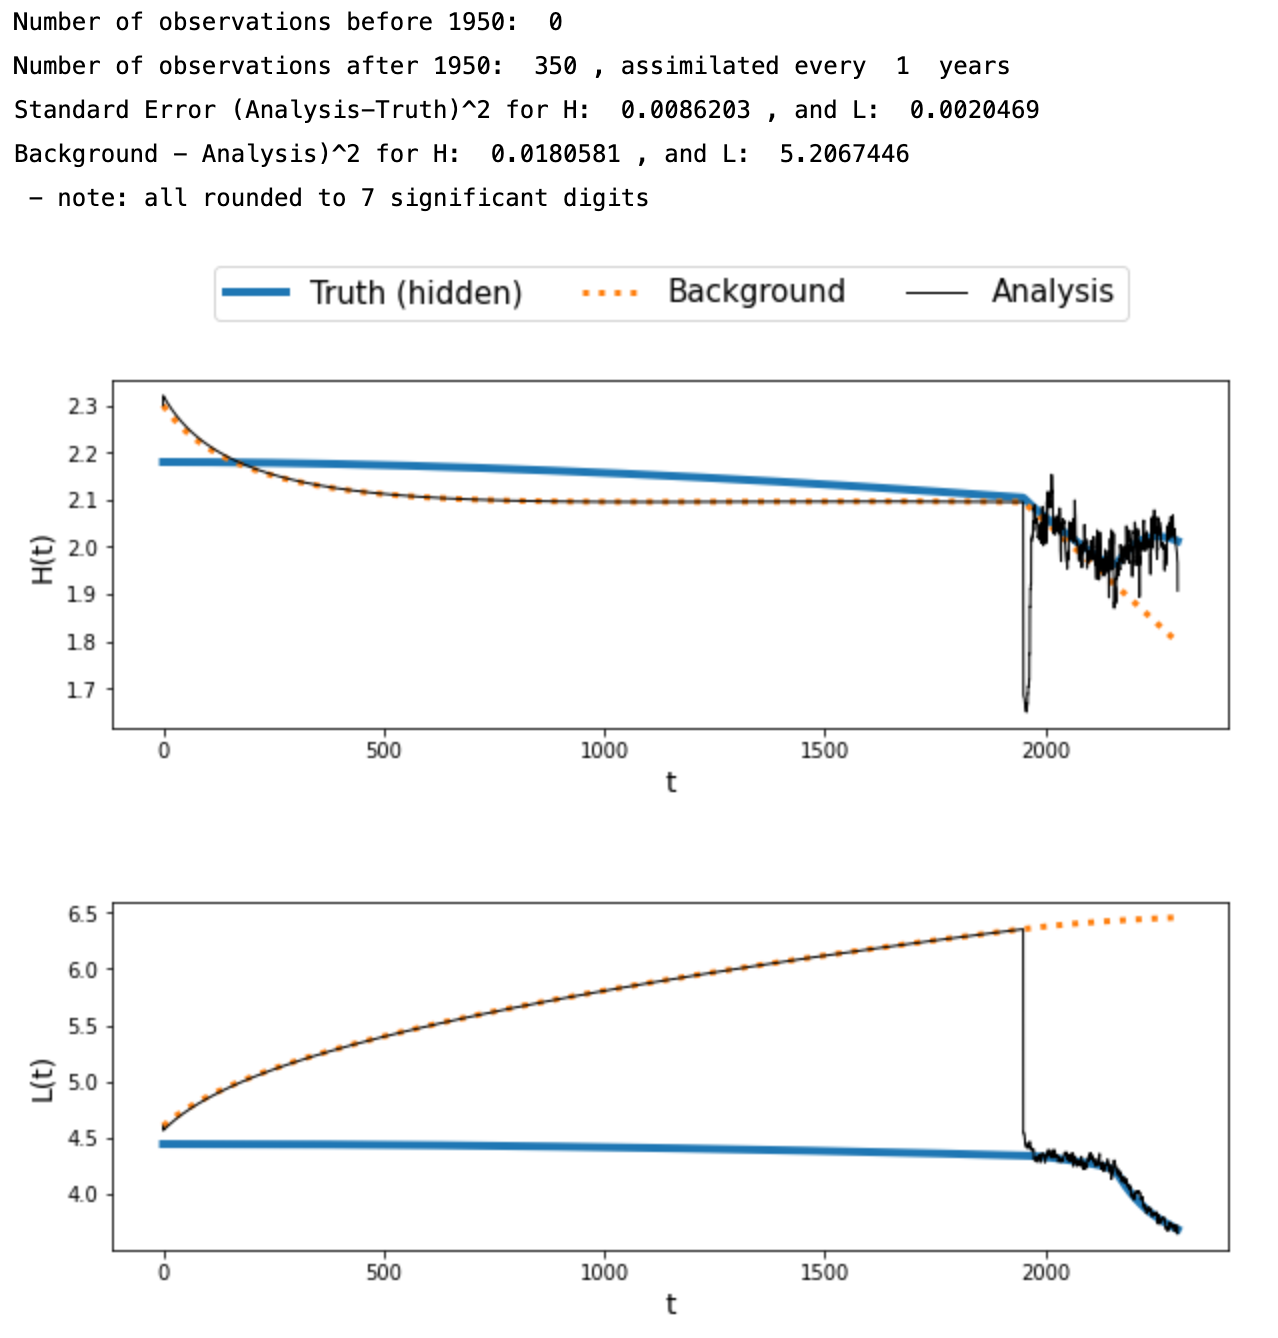 Number of observations before 1950:  0
Number of observations after 1950:  350 , assimilated every  1  years
Standard Error (Analysis-Truth)^2 for H:  0.0086203 , and L:  0.0020469
Background - Analysis)^2 for H:  0.0180581 , and L:  5.2067446
 - note: all rounded to 7 significant digits
Truth (hidden) Background Analysis
2.3
2.2
2.1
2.0
1.9
1.8
1.7
H(t)
0 500 1000 1500 2000
t
6.5
6.0
5.5
5.0
4.5
4.0
L(t)
0 500 1000 1500 2000
t